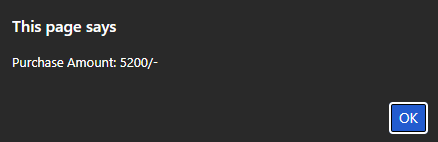 This page says
Purchase Amount: 5200/-
OK